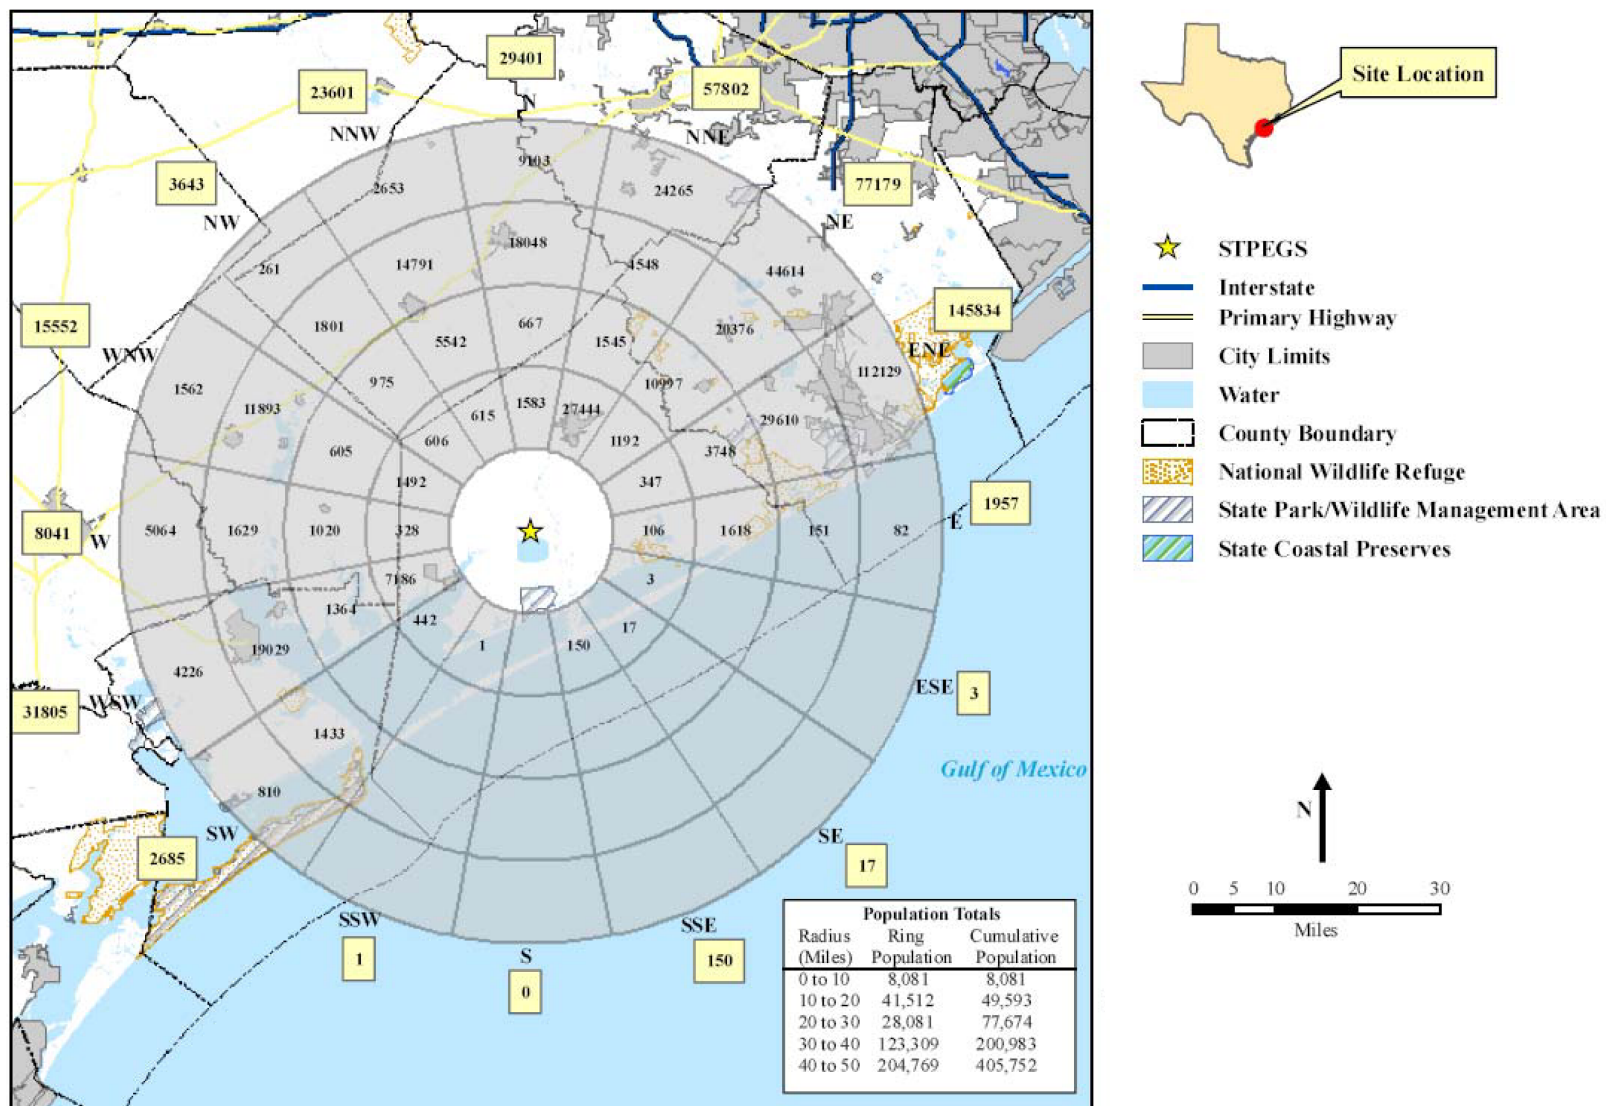 29401
23601
57802
N
NNW
NNE
3643
77179
NW
NE
9103
2653
24265
18048
14791
4548
261
44614
15552
145834
1801
667
20376
5542
1545
WNW
ENE
1562
975
10997
112129
11893
615
1583
27444
29610
606
1192
605
3748
1492
347
1957
8041
W
5064
1629
1020
328
106
1618
151
82
E
7186
3
1364
442
17
1
150
19029
4226
31805
WSW
ESE
3
1433
Gulf of Mexico
810
SW
SE
2685
17
SSW
SSE
1
S
150
0
Population Totals
Radius Ring Cumulative
(Miles) Population Population
0 to 10 8,081 8,081
10 to 20 41,512 49,593
20 to 30 28,081 77,674
30 to 40 123,309 200,983
40 to 50 204,769 405,752
Site Location
STPEGS
Interstate
Primary Highway
City Limits
Water
County Boundary
National Wildlife Refuge
State Park/Wildlife Management Area
State Coastal Preserves
N
0 5 10 20 30
Miles